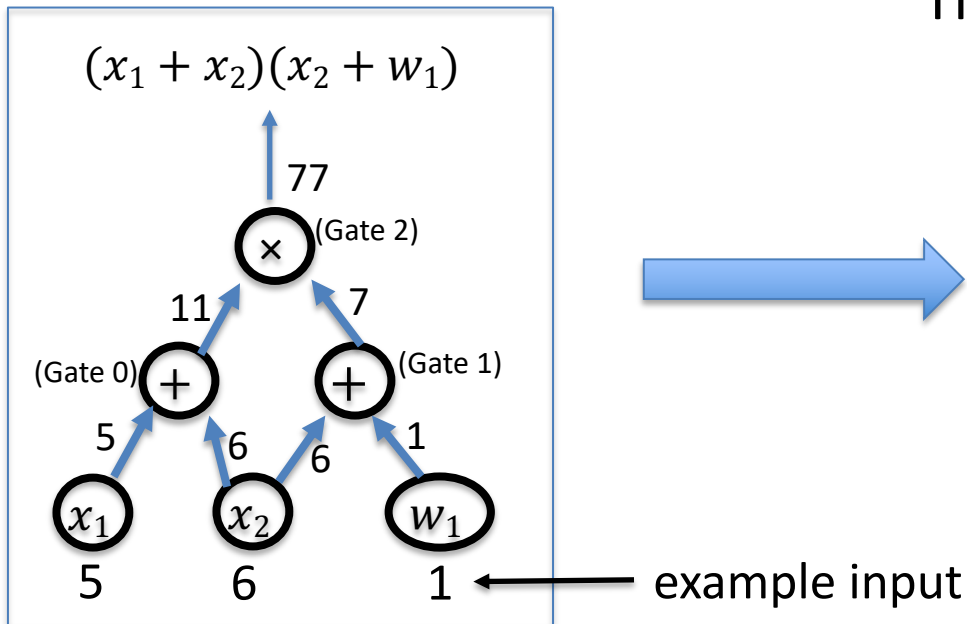 (x₁ + x₂)(x₂ + w₁)
77
×
(Gate 2)
11
7
(Gate 0)
+
+
(Gate 1)
5
6
6
1
x₁
x₂
w₁
5
6
1
example input